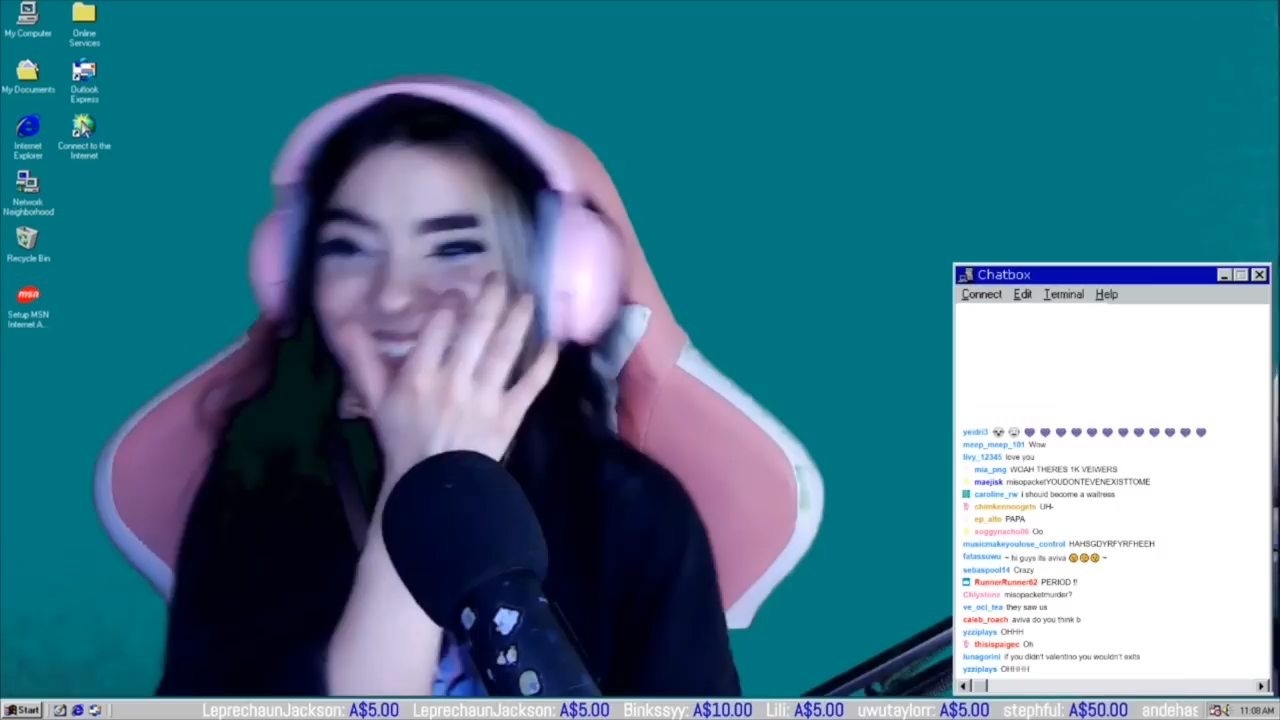 My Computer
Online
Services
My Documents
Outlook
Express
Internet
Explorer
Connect to the
Internet
Network
Neighborhood
Recycle Bin
msn
Setup MSN
Internet A...
Chatbox
Connect Edit Terminal Help
yeidri3
meep_meep_101 Wow
livy_12345 love you
mia_png WOAH THERES 1K VEIWERS
maejisk misopacketYOUDONTEVENEXISTTOME
caroline_rw i should become a waitress
chimkennoogets UH-
ep_alto PAPA
soggynacho06 Oo
musicmakeyoulose_control HAHSGDYRFYRFHEEH
fatassuwu ~ hi guys its aviva ~
sebaspool14 Crazy
RunnerRunner62 PERIOD !!
Chlystone misopacketmurder?
ve_oci_tea they saw us
caleb_roach aviva do you think b
yzziplays OHHH
thisispaigec Oh
lunagorini if you didn't valentino you wouldn't exits
yzziplays OHHHH
Start LeprechaunJackson: A$5.00 LeprechaunJackson: A$5.00 Binkssyy: A$10.00 Lili: A$5.00 uwutaylorr: A$5.00 stephful: A$50.00 andehas 11:08 AM